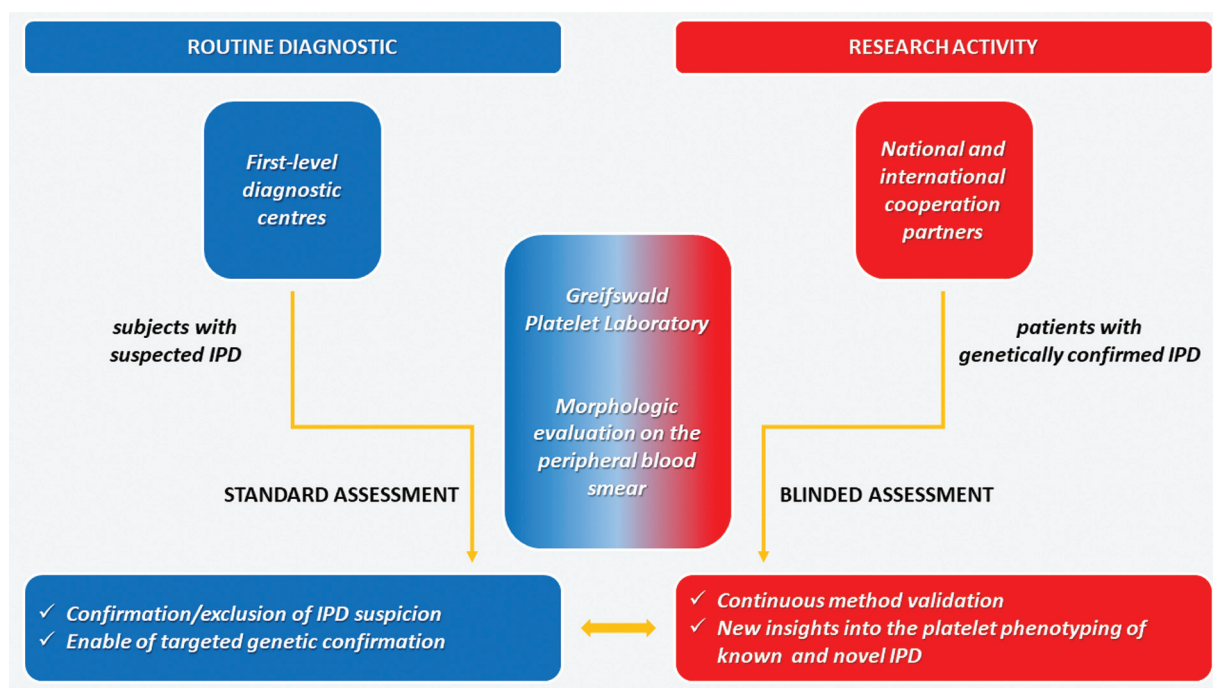 ROUTINE DIAGNOSTIC
RESEARCH ACTIVITY
First-level
diagnostic
centres
National and
international
cooperation
partners
Greifswald
Platelet Laboratory
Morphologic
evaluation on the
peripheral blood
smear
subjects with
suspected IPD
patients with
genetically confirmed IPD
STANDARD ASSESSMENT
BLINDED ASSESSMENT
✓ Confirmation/exclusion of IPD suspicion
✓ Enable of targeted genetic confirmation
✓ Continuous method validation
✓ New insights into the platelet phenotyping of
known and novel IPD